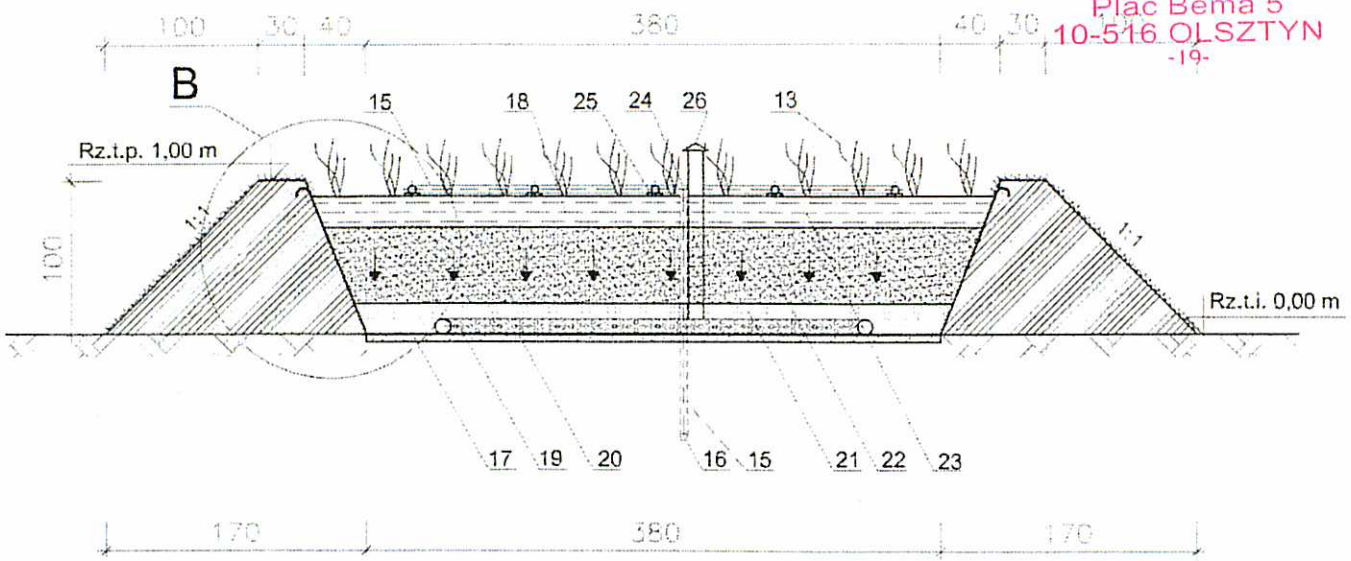 Plac Bema 5
10-516 OLSZTYN
-19-
100 30 40 380 40 30 100
B
15 18 25 24 26 13
Rz.t.p. 1,00 m
1:1
100
1:1
Rz.t.i. 0,00 m
17 19 20 16 15 21 22 23
170 380 170